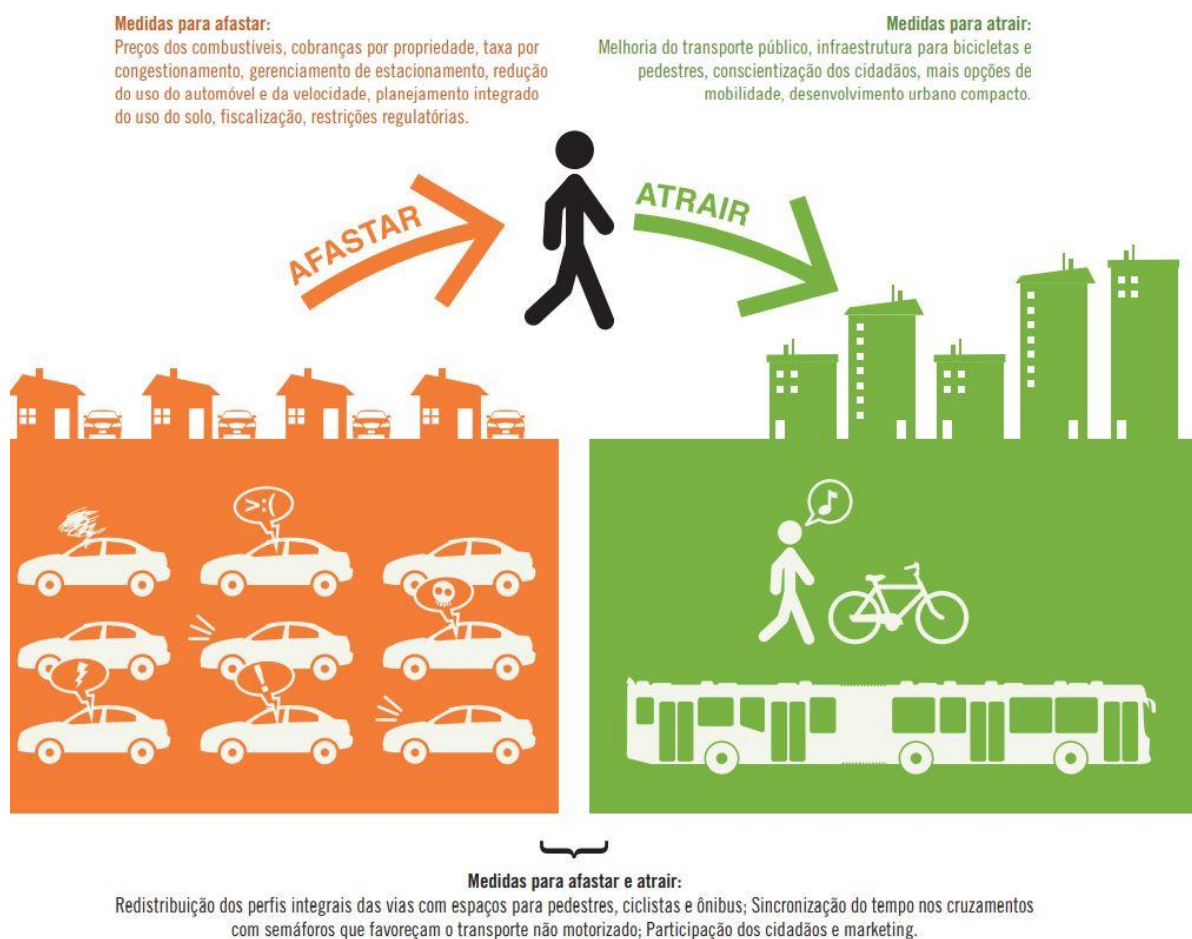 Medidas para afastar:
Preços dos combustíveis, cobranças por propriedade, taxa por
congestionamento, gerenciamento de estacionamento, redução
do uso do automóvel e da velocidade, planejamento integrado
do uso do solo, fiscalização, restrições regulatórias.
Medidas para atrair:
Melhoria do transporte público, infraestrutura para bicicletas e
pedestres, conscientização dos cidadãos, mais opções de
mobilidade, desenvolvimento urbano compacto.
AFASTAR
ATRAIR
>:(
!
Medidas para afastar e atrair:
Redistribuição dos perfis integrais das vias com espaços para pedestres, ciclistas e ônibus; Sincronização do tempo nos cruzamentos
com semáforos que favoreçam o transporte não motorizado; Participação dos cidadãos e marketing.